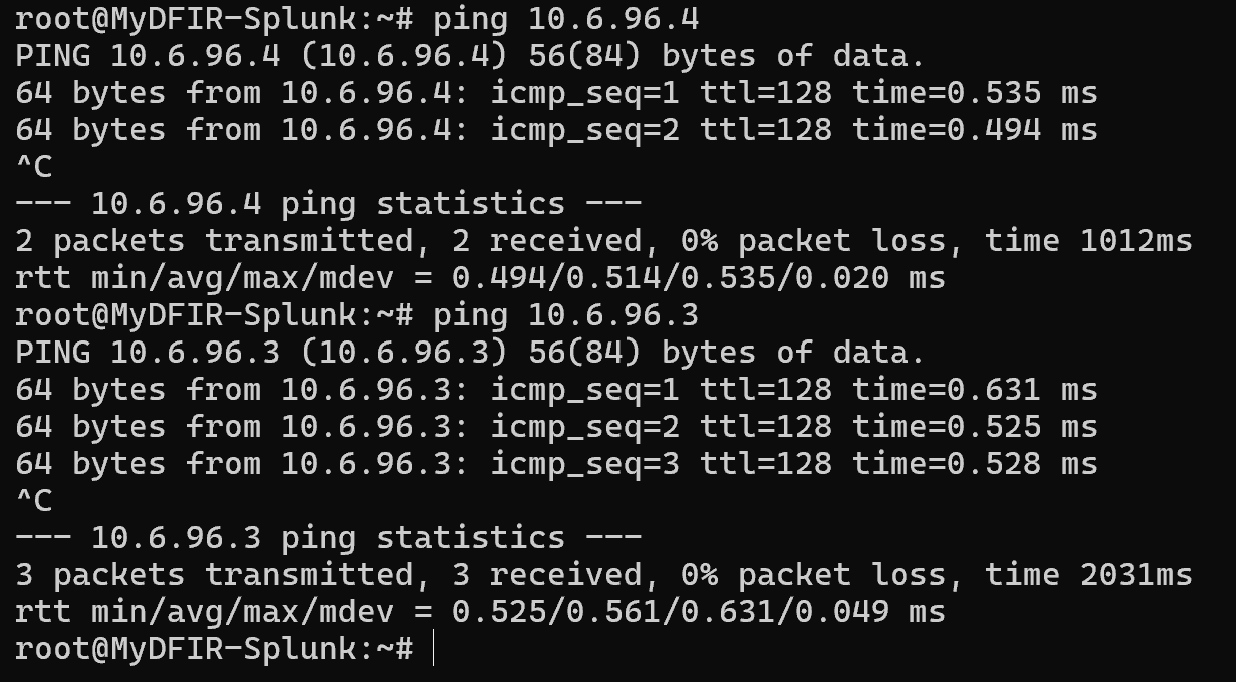 root@MyDFIR-Splunk:~# ping 10.6.96.4
PING 10.6.96.4 (10.6.96.4) 56(84) bytes of data.
64 bytes from 10.6.96.4: icmp_seq=1 ttl=128 time=0.535 ms
64 bytes from 10.6.96.4: icmp_seq=2 ttl=128 time=0.494 ms
^C
--- 10.6.96.4 ping statistics ---
2 packets transmitted, 2 received, 0% packet loss, time 1012ms
rtt min/avg/max/mdev = 0.494/0.514/0.535/0.020 ms
root@MyDFIR-Splunk:~# ping 10.6.96.3
PING 10.6.96.3 (10.6.96.3) 56(84) bytes of data.
64 bytes from 10.6.96.3: icmp_seq=1 ttl=128 time=0.631 ms
64 bytes from 10.6.96.3: icmp_seq=2 ttl=128 time=0.525 ms
64 bytes from 10.6.96.3: icmp_seq=3 ttl=128 time=0.528 ms
^C
--- 10.6.96.3 ping statistics ---
3 packets transmitted, 3 received, 0% packet loss, time 2031ms
rtt min/avg/max/mdev = 0.525/0.561/0.631/0.049 ms
root@MyDFIR-Splunk:~#